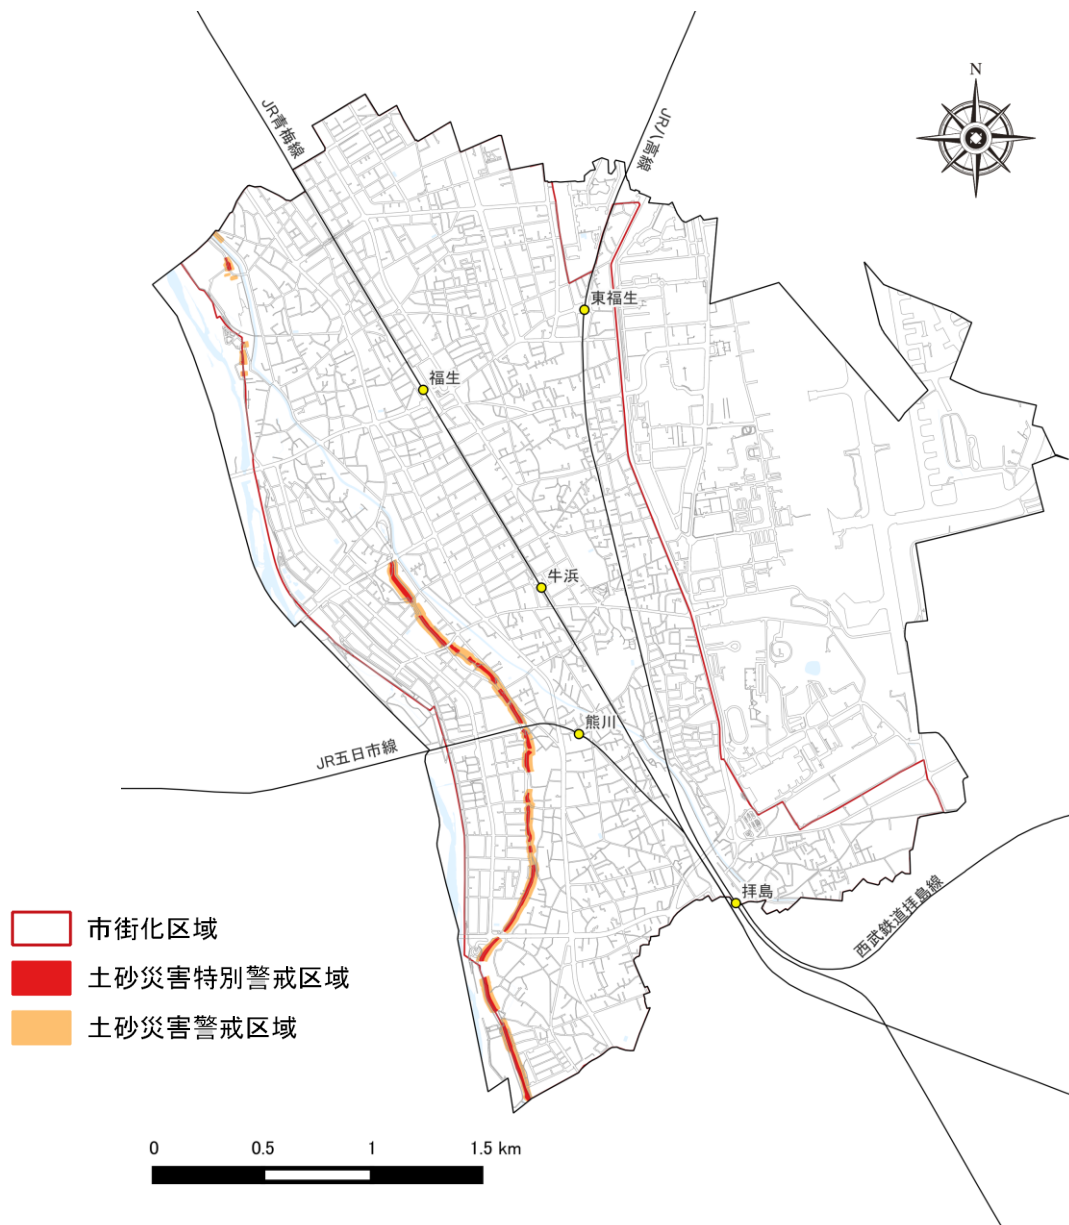 N
JR青梅線
JR八高線
東福生
福生
牛浜
熊川
JR五日市線
拝島
西武鉄道拝島線
市街化区域
土砂災害特別警戒区域
土砂災害警戒区域
0 0.5 1 1.5 km